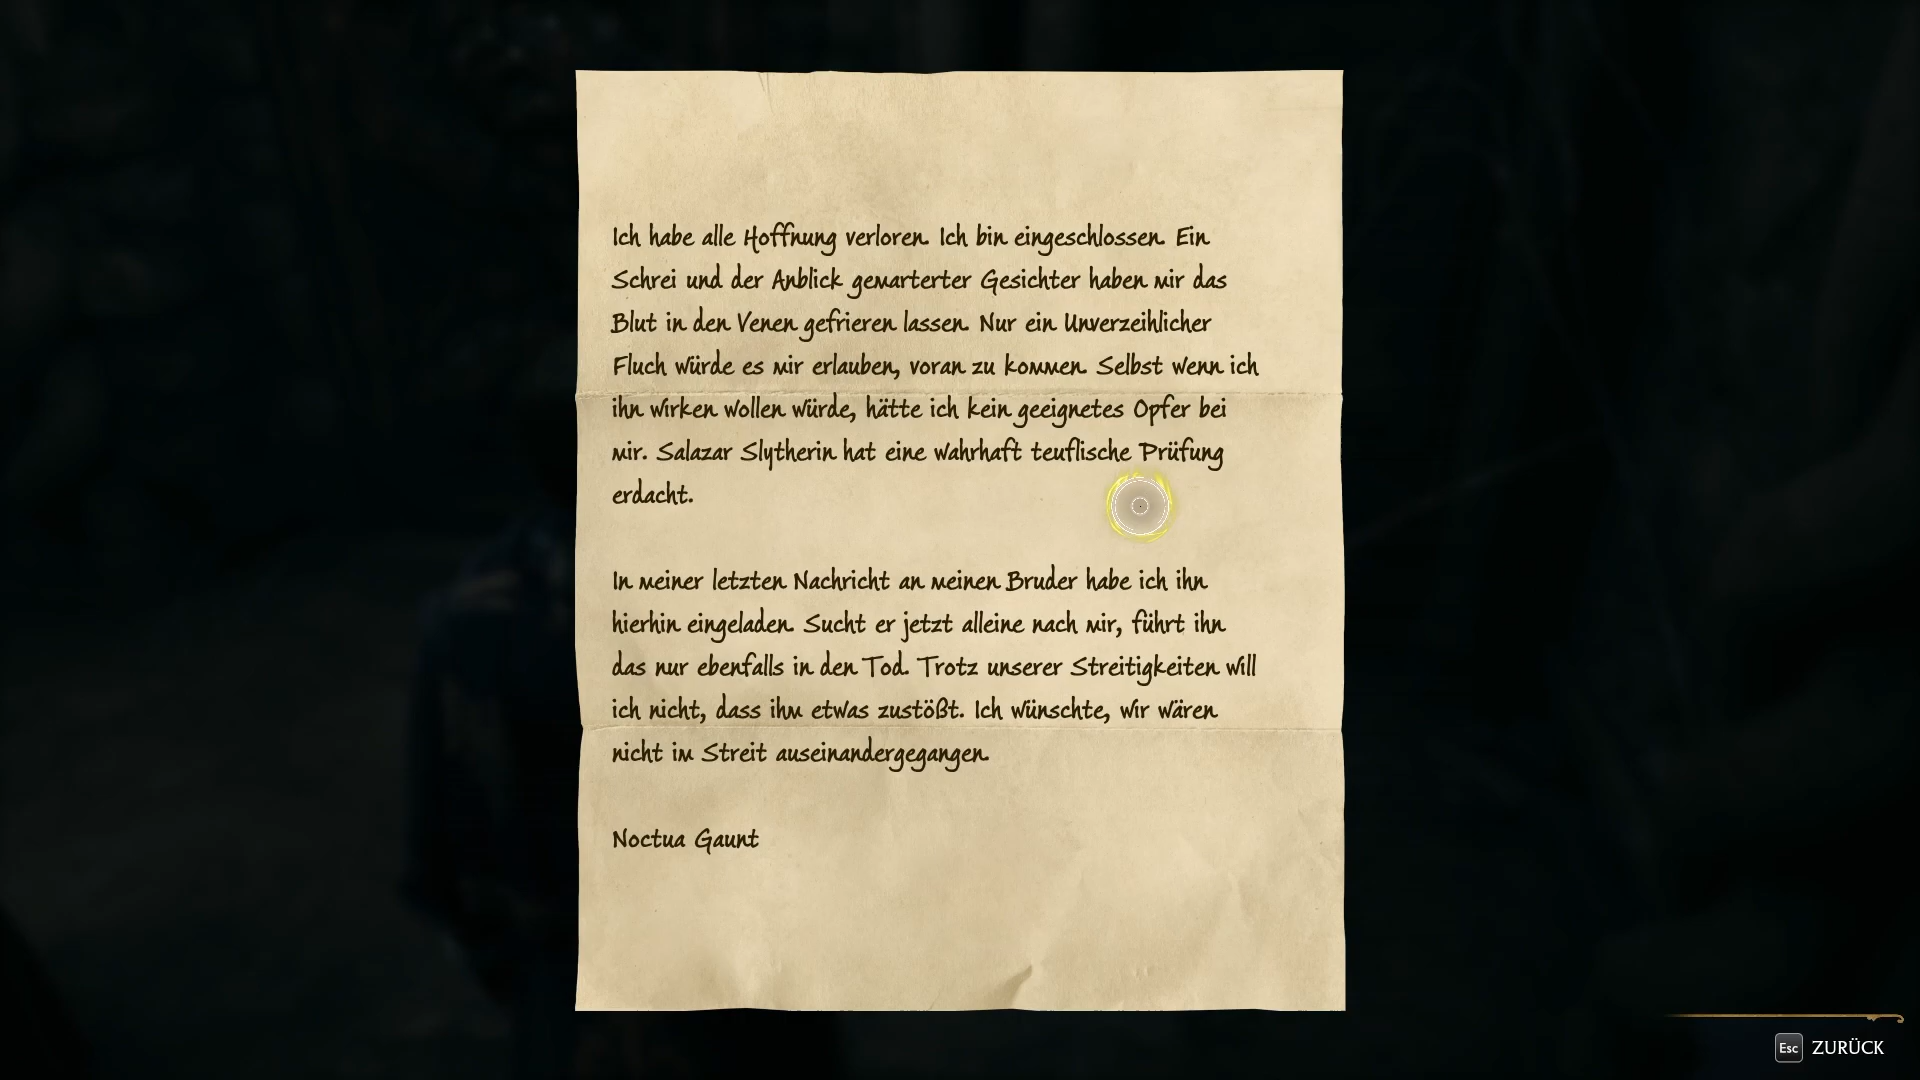 Ich habe alle Hoffnung verloren. Ich bin eingeschlossen. Ein
Schrei und der Anblick gemarterter Gesichter haben mir das
Blut in den Venen gefrieren lassen. Nur ein Unverzeihlicher
Fluch würde es mir erlauben, voran zu kommen. Selbst wenn ich
ihn wirken wollen würde, hätte ich kein geeignetes Opfer bei
mir. Salazar Slytherin hat eine wahrhaft teuflische Prüfung
erdacht.
In meiner letzten Nachricht an meinen Bruder habe ich ihn
hierhin eingeladen. Sucht er jetzt alleine nach mir, führt ihn
das nur ebenfalls in den Tod. Trotz unserer Streitigkeiten will
ich nicht, dass ihm etwas zustößt. Ich wünschte, wir wären
nicht im Streit auseinandergegangen.
Noctua Gaunt
Esc ZURÜCK